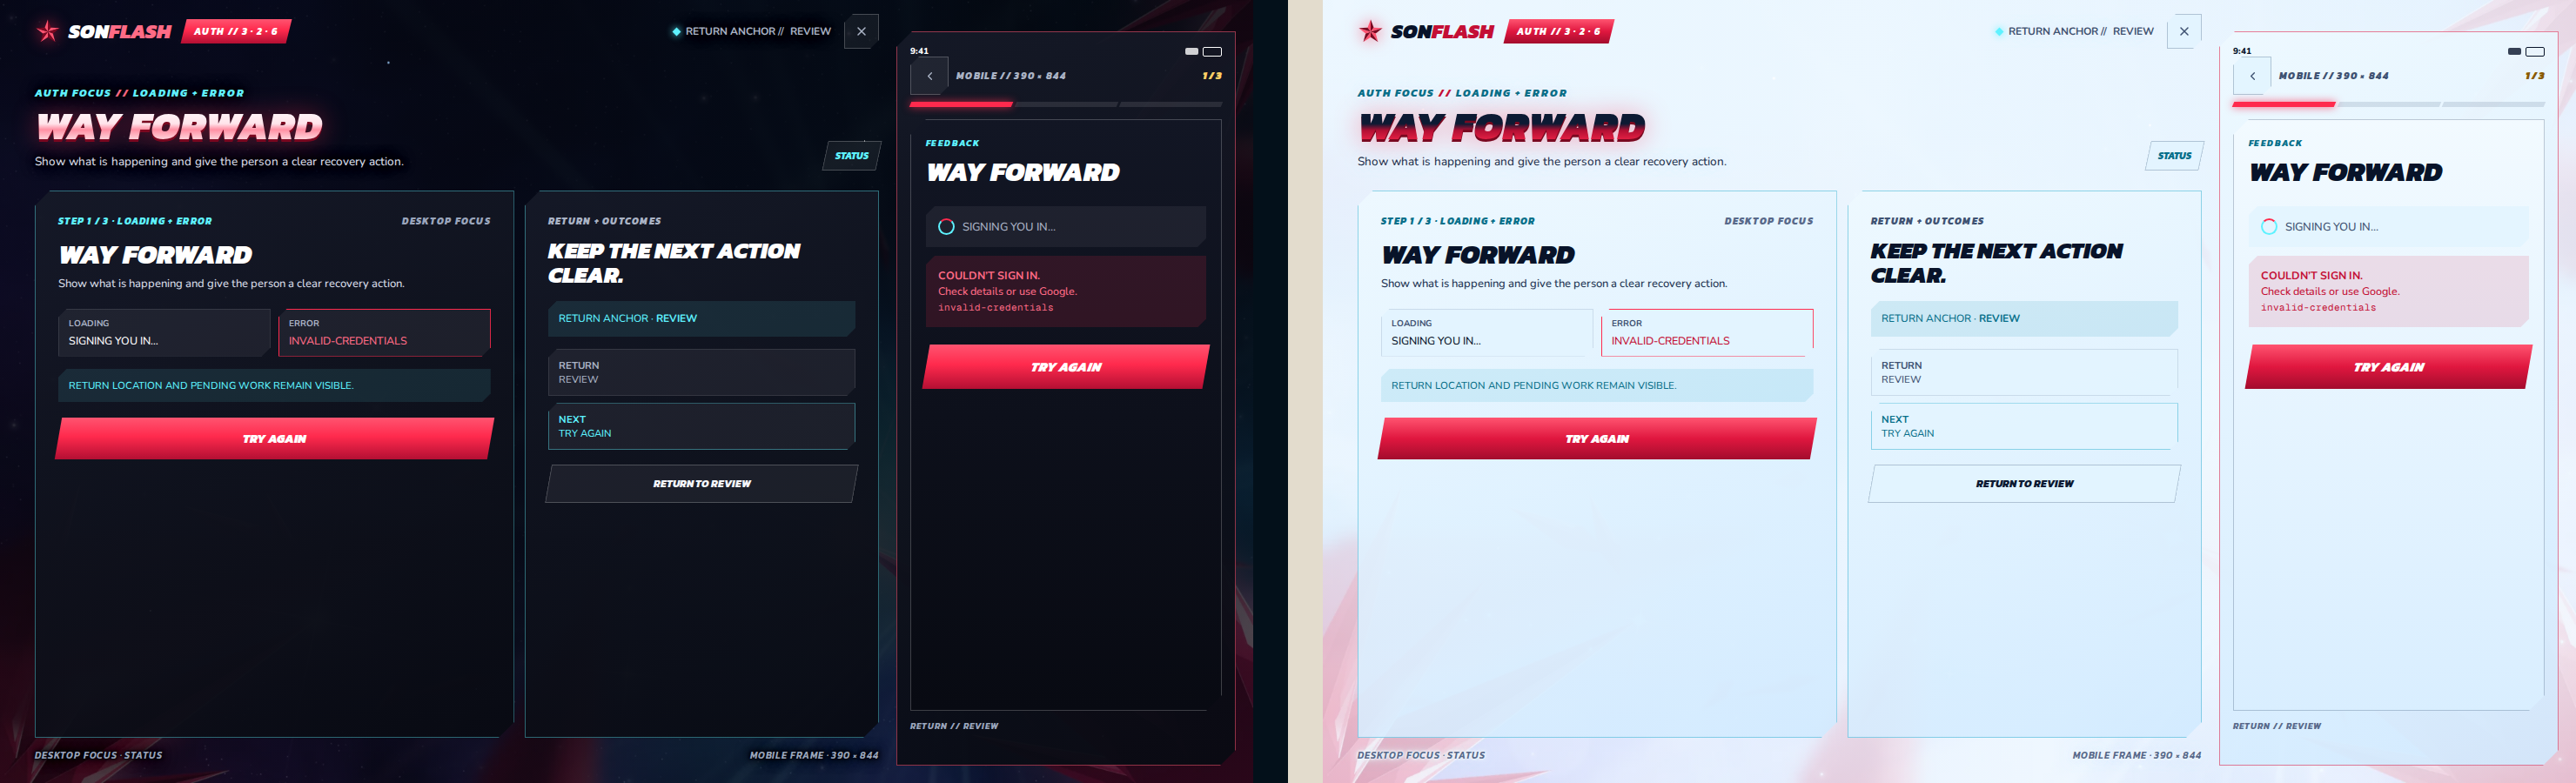 SONFLASH
AUTH // 3 · 2 · 6
RETURN ANCHOR // REVIEW
AUTH FOCUS // LOADING + ERROR
WAY FORWARD
Show what is happening and give the person a clear recovery action.
STATUS
STEP 1 / 3 · LOADING + ERROR
DESKTOP FOCUS
WAY FORWARD
Show what is happening and give the person a clear recovery action.
LOADING
SIGNING YOU IN...
ERROR
INVALID-CREDENTIALS
RETURN LOCATION AND PENDING WORK REMAIN VISIBLE.
TRY AGAIN
RETURN + OUTCOMES
KEEP THE NEXT ACTION
CLEAR.
RETURN ANCHOR · REVIEW
RETURN
REVIEW
NEXT
TRY AGAIN
RETURN TO REVIEW
DESKTOP FOCUS · STATUS
MOBILE FRAME · 390 × 844
9:41
MOBILE // 390 × 844
1/3
FEEDBACK
WAY FORWARD
SIGNING YOU IN...
COULDN'T SIGN IN.
Check details or use Google.
invalid-credentials
TRY AGAIN
RETURN // REVIEW
SONFLASH
AUTH // 3 · 2 · 6
RETURN ANCHOR // REVIEW
AUTH FOCUS // LOADING + ERROR
WAY FORWARD
Show what is happening and give the person a clear recovery action.
STATUS
STEP 1 / 3 · LOADING + ERROR
DESKTOP FOCUS
WAY FORWARD
Show what is happening and give the person a clear recovery action.
LOADING
SIGNING YOU IN...
ERROR
INVALID-CREDENTIALS
RETURN LOCATION AND PENDING WORK REMAIN VISIBLE.
TRY AGAIN
RETURN + OUTCOMES
KEEP THE NEXT ACTION
CLEAR.
RETURN ANCHOR · REVIEW
RETURN
REVIEW
NEXT
TRY AGAIN
RETURN TO REVIEW
DESKTOP FOCUS · STATUS
MOBILE FRAME · 390 × 844
9:41
MOBILE // 390 × 844
1/3
FEEDBACK
WAY FORWARD
SIGNING YOU IN...
COULDN'T SIGN IN.
Check details or use Google.
invalid-credentials
TRY AGAIN
RETURN // REVIEW